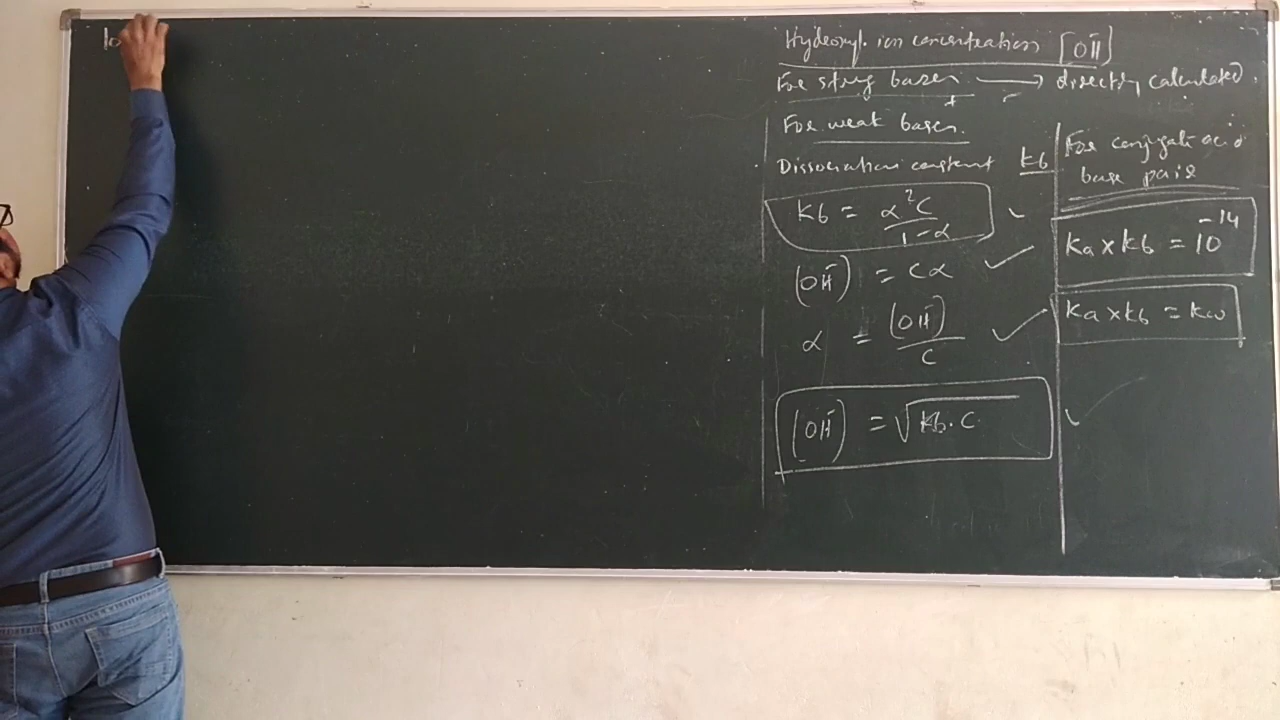 Io
Hydroxyl ion concentration [OH̄]
For strong bases ⟶ directly calculated.
For weak bases.
Dissociation constant Kb
Kb = α²C / 1-α
[OH̄] = Cα
α = [OH̄] / C
[OH̄] = √Kb·C
For conjugate acid
base pair
Ka x Kb = 10⁻¹⁴
Ka x Kb = Kw